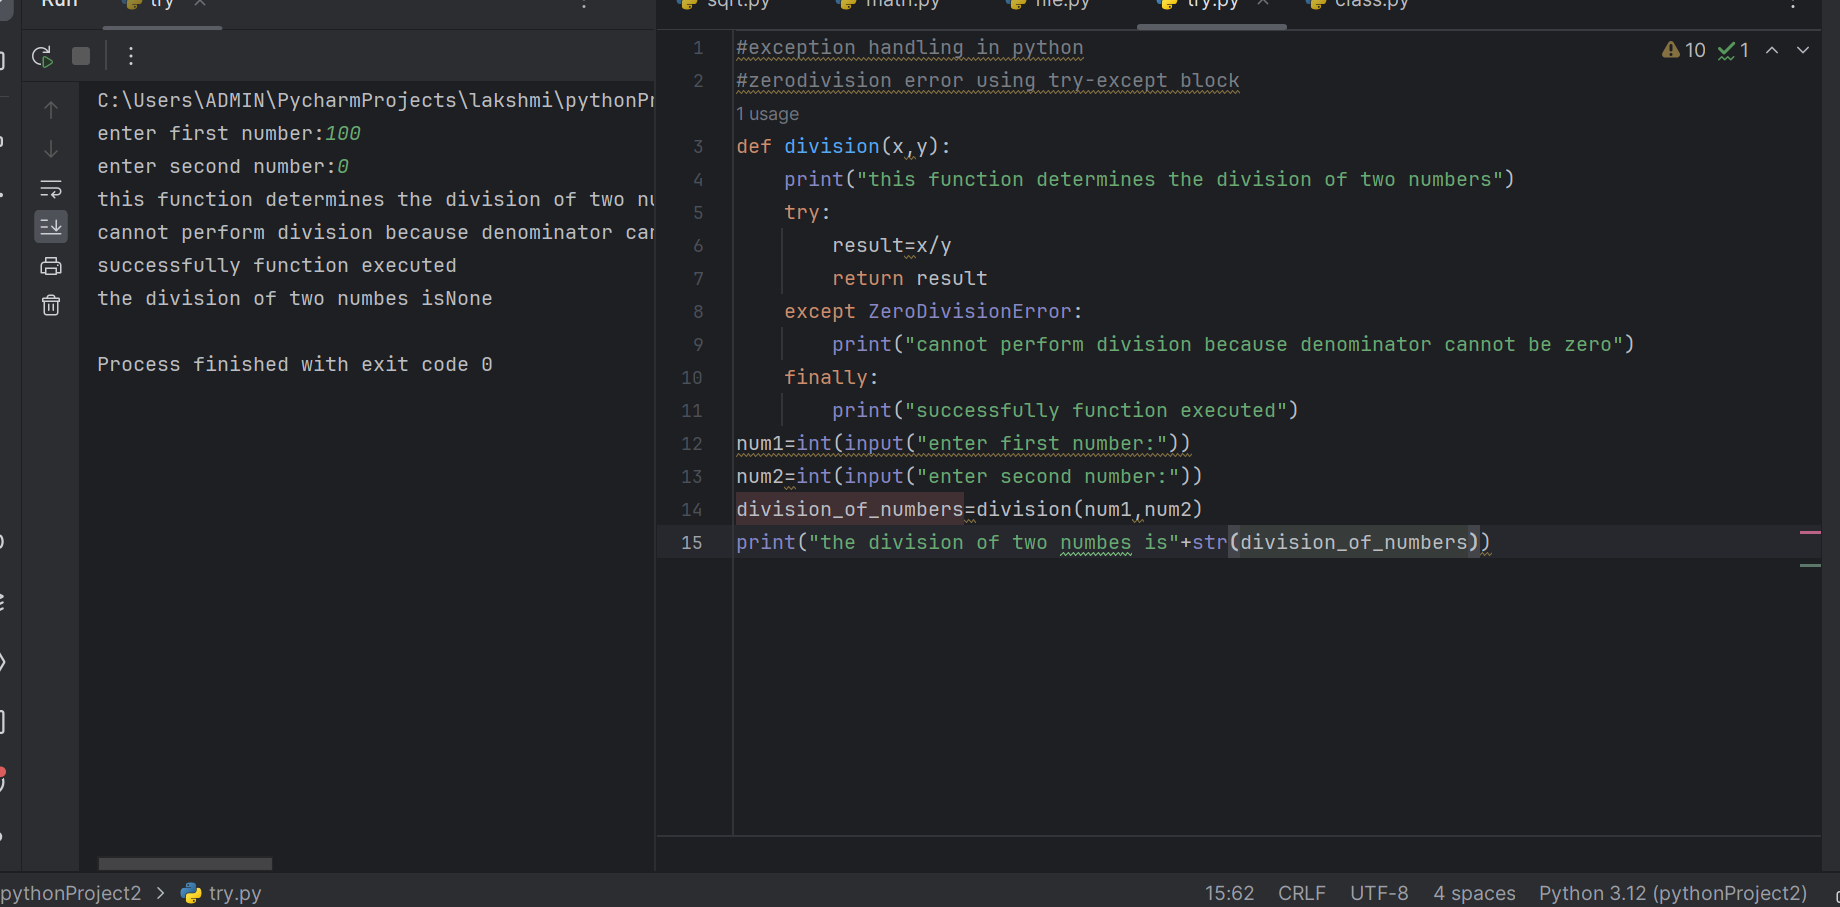 Run try
sqrt.py math.py file.py try.py class.py
C:\Users\ADMIN\PycharmProjects\lakshmi\pythonPr
enter first number:100
enter second number:0
this function determines the division of two nu
cannot perform division because denominator can
successfully function executed
the division of two numbes isNone
Process finished with exit code 0
10 1
1 #exception handling in python
2 #zerodivision error using try-except block
1 usage
3 def division(x,y):
4 print("this function determines the division of two numbers")
5 try:
6 result=x/y
7 return result
8 except ZeroDivisionError:
9 print("cannot perform division because denominator cannot be zero")
10 finally:
11 print("successfully function executed")
12 num1=int(input("enter first number:"))
13 num2=int(input("enter second number:"))
14 division_of_numbers=division(num1,num2)
15 print("the division of two numbes is"+str(division_of_numbers))
pythonProject2 > try.py
15:62 CRLF UTF-8 4 spaces Python 3.12 (pythonProject2)